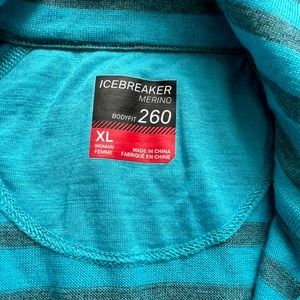 ICEBREAKER
MERINO
BODYFIT 260
XL
WOMAN
FEMME
MADE IN CHINA
FABRIQUÉ EN CHINE